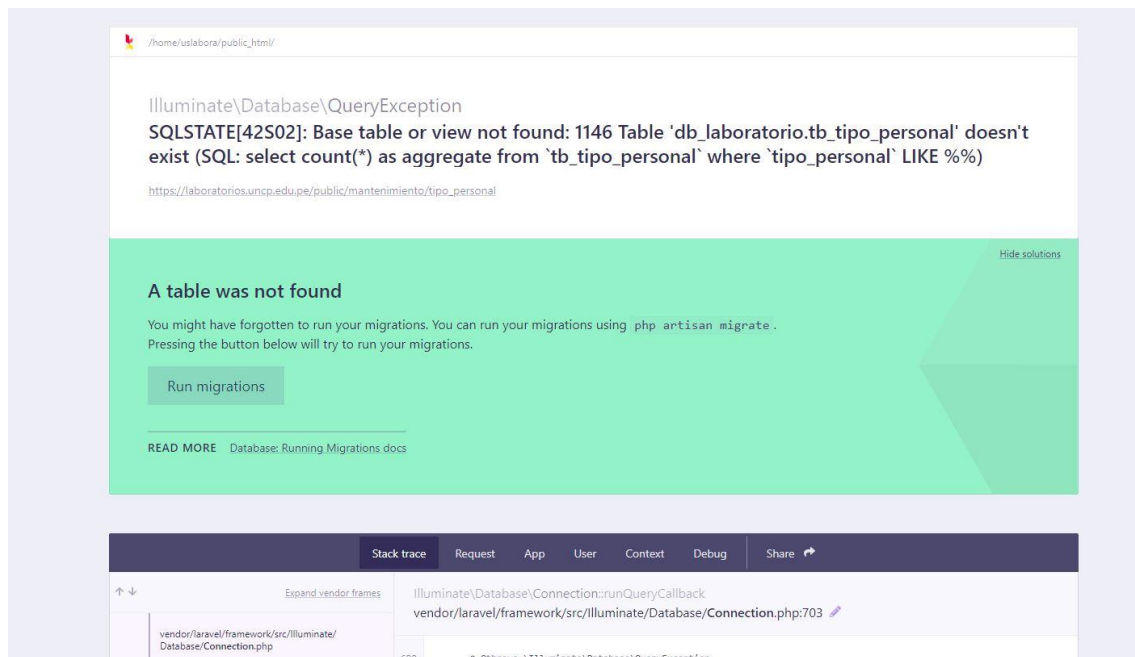 /home/uslabora/public_html/
Illuminate\Database\QueryException
SQLSTATE[42S02]: Base table or view not found: 1146 Table 'db_laboratorio.tb_tipo_personal' doesn't
exist (SQL: select count(*) as aggregate from `tb_tipo_personal` where `tipo_personal` LIKE %%)
https://laboratorios.uncp.edu.pe/public/mantenimiento/tipo_personal
Hide solutions
A table was not found
You might have forgotten to run your migrations. You can run your migrations using php artisan migrate.
Pressing the button below will try to run your migrations.
Run migrations
READ MORE Database: Running Migrations docs
Stack trace Request App User Context Debug Share
Expand vendor frames
Illuminate\Database\Connection::runQueryCallback
vendor/laravel/framework/src/Illuminate/Database/Connection.php:703
vendor/laravel/framework/src/Illuminate/
Database/Connection.php